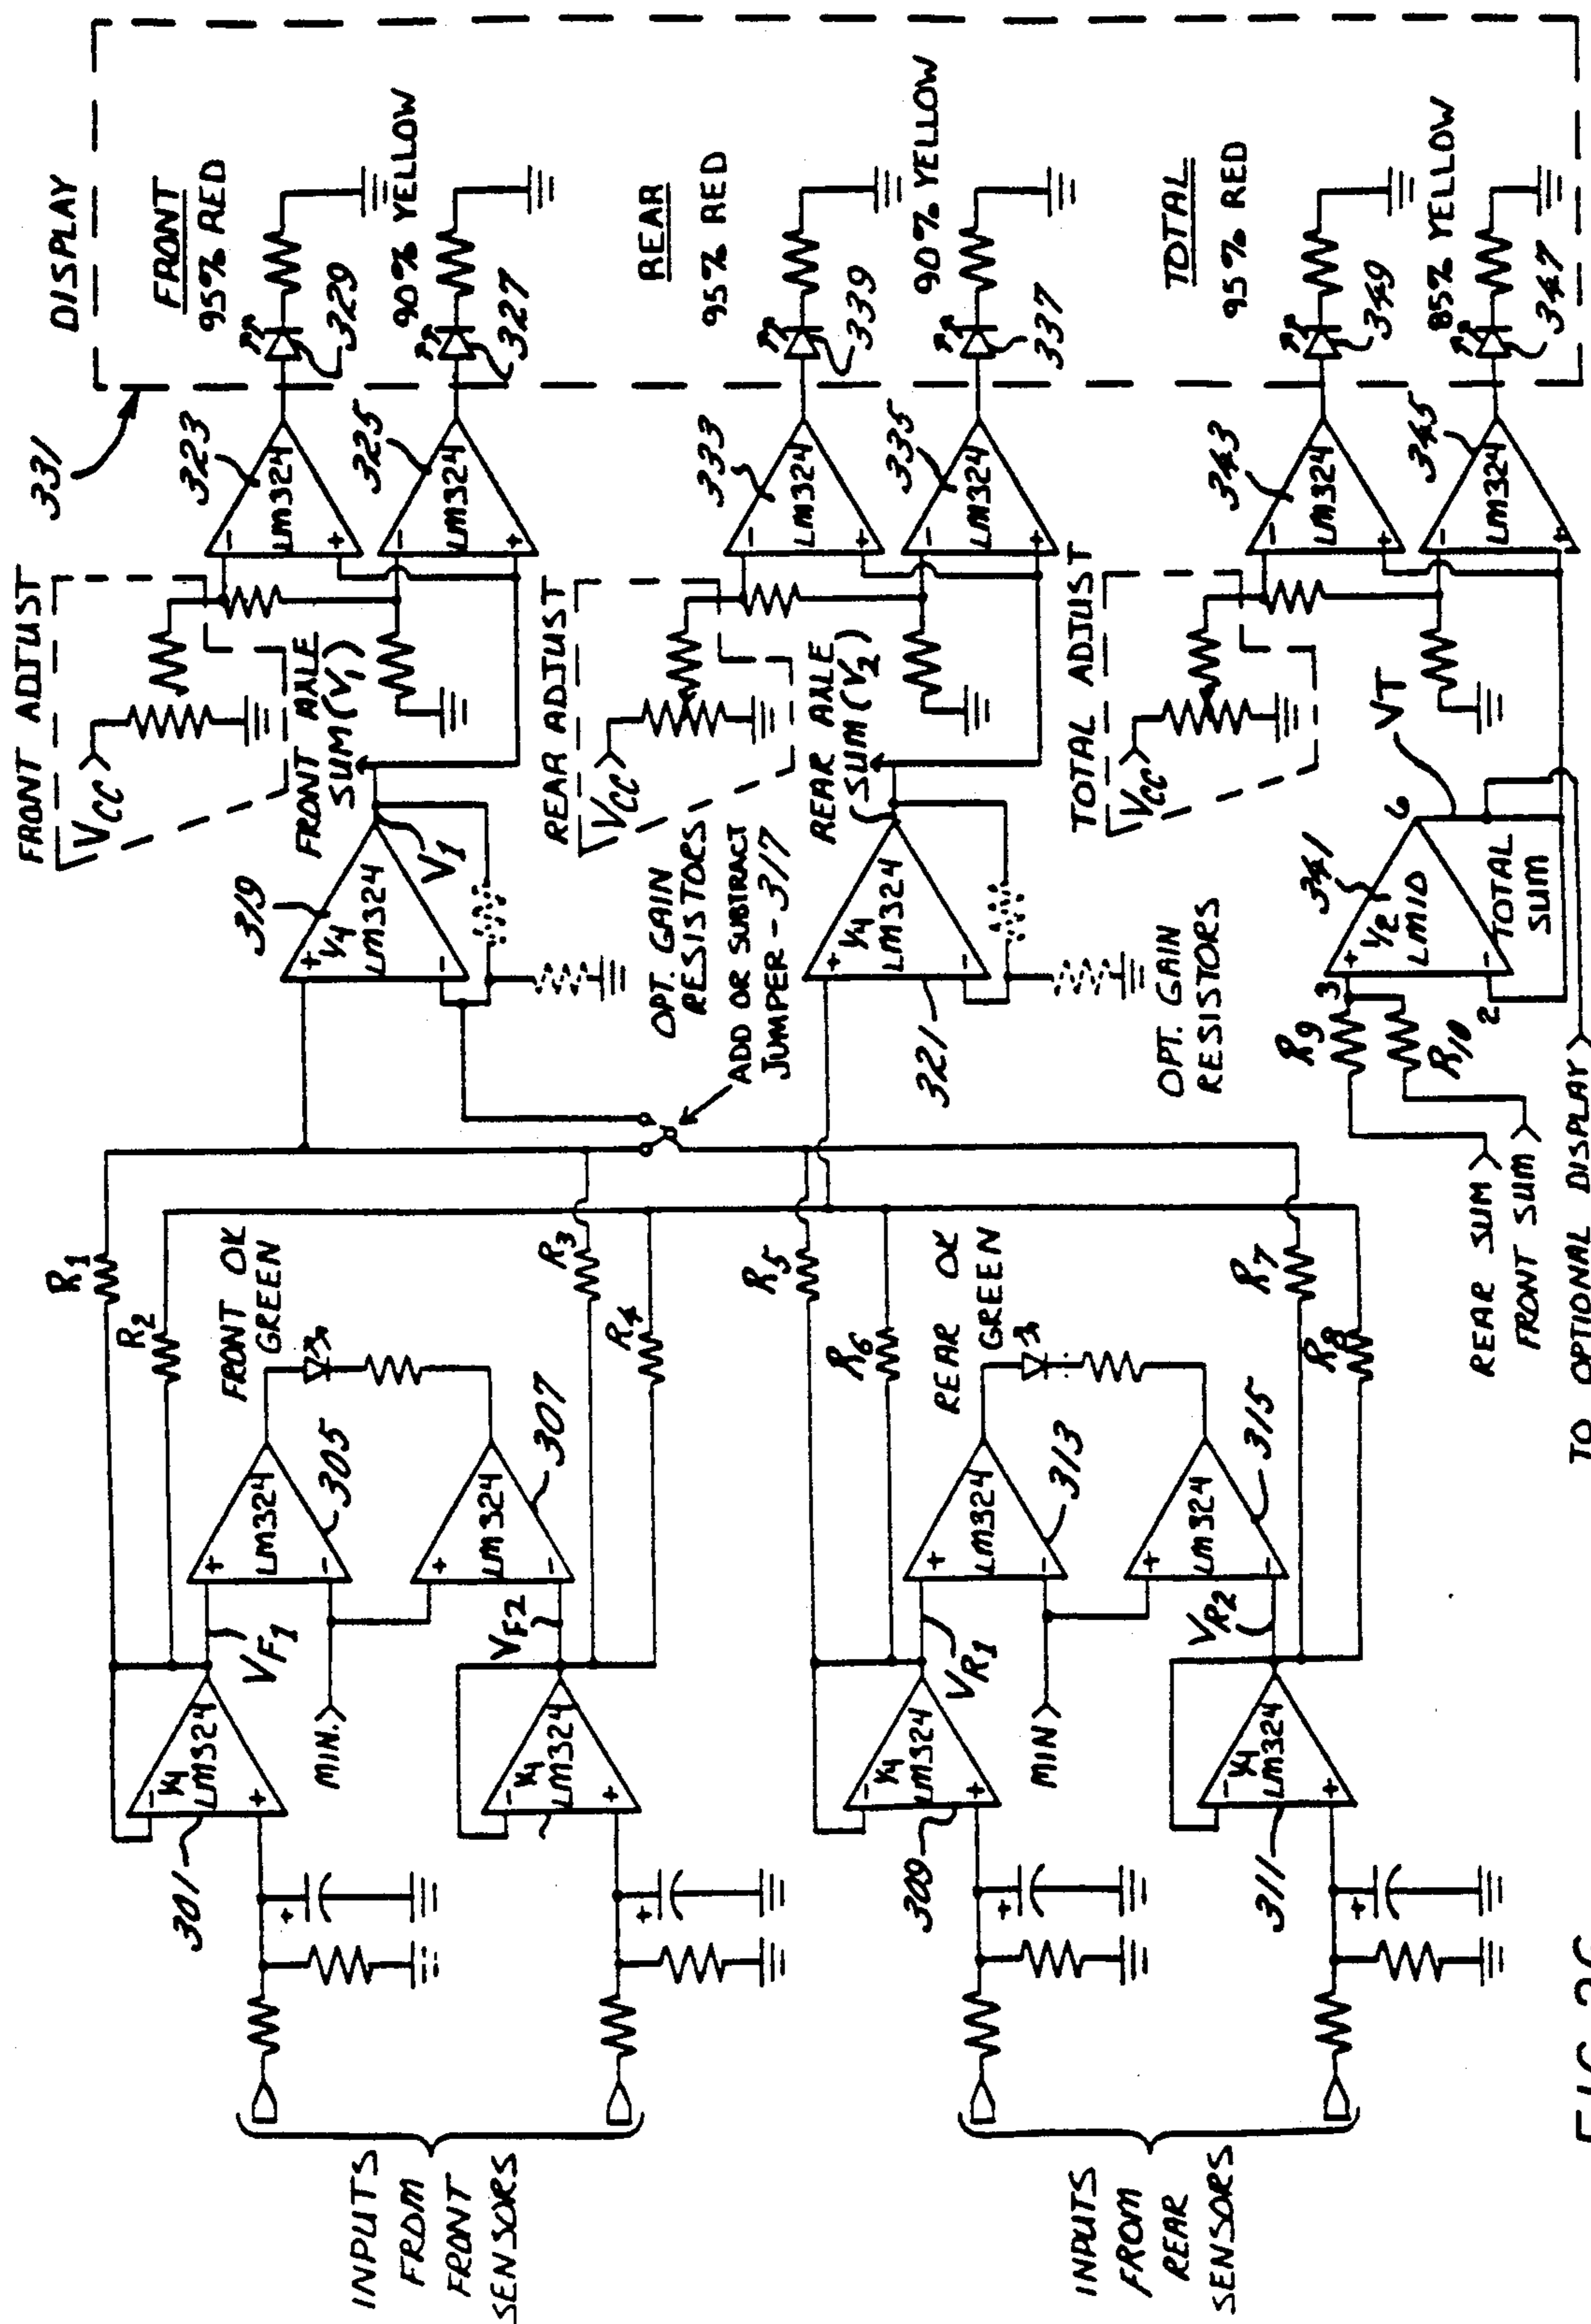 DISPLAY
331
FRONT ADJUST
VCC
FRONT AXLE
SUM (V1)
319
+
1/4
LM324
-
V1
323
-
LM324
+
325
-
LM324
+
FRONT
95% RED
329
90% YELLOW
327
REAR ADJUST
VCC
REAR AXLE
SUM (V2)
OPT. GAIN
RESISTORS
ADD OR SUBTRACT
JUMPER - 317
+
1/4
LM324
-
321
OPT. GAIN
RESISTORS
333
-
LM324
+
335
-
LM324
+
REAR
95% RED
339
90% YELLOW
337
TOTAL ADJUST
VCC
VT
341
+
1/2
LM10
-
TOTAL
SUM
3
2
6
R9
R10
REAR SUM
FRONT SUM
TO OPTIONAL DISPLAY
343
-
LM324
+
345
-
LM324
+
TOTAL
95% RED
349
85% YELLOW
347
R1
R2
FRONT OK
GREEN
R3
R4
301
-
1/4
LM324
+
+
VF1
MIN.
+
LM324
-
305
+
LM324
-
307
VF2
-
1/4
LM324
+
+
INPUTS
FROM
FRONT
SENSORS
R5
R6
REAR OK
GREEN
R7
R8
309
-
1/4
LM324
+
+
VR1
MIN
+
LM324
-
313
+
LM324
-
315
VR2
311
-
1/4
LM324
+
+
INPUTS
FROM
REAR
SENSORS